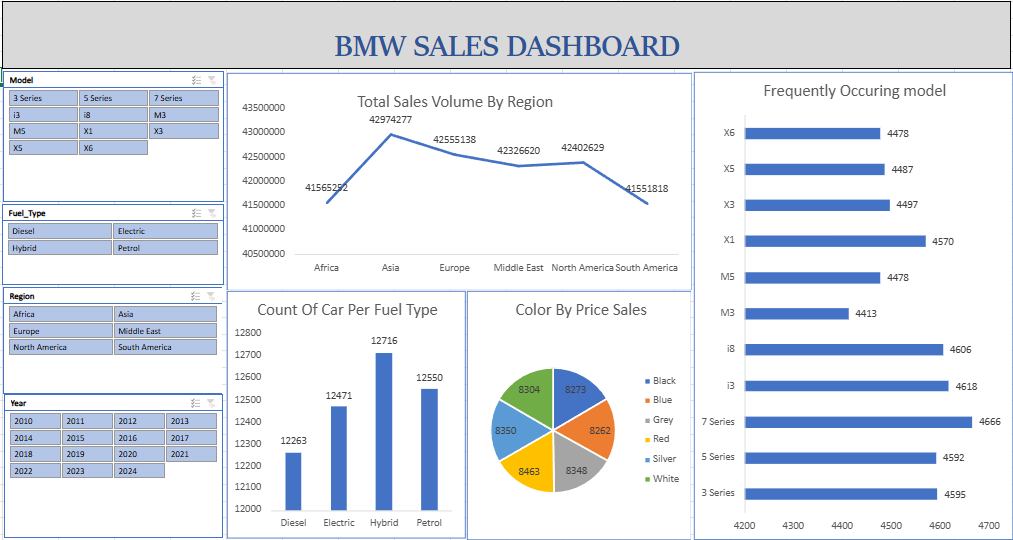 BMW SALES DASHBOARD
Model
3 Series 5 Series 7 Series
i3 i8 M3
M5 X1 X3
X5 X6
Fuel_Type
Diesel Electric
Hybrid Petrol
Region
Africa Asia
Europe Middle East
North America South America
Year
2010 2011 2012 2013
2014 2015 2016 2017
2018 2019 2020 2021
2022 2023 2024
Total Sales Volume By Region
43500000
43000000
42500000
42000000
41500000
41000000
40500000
41565252
42974277
42555138
42326620
42402629
41551818
Africa Asia Europe Middle East North America South America
Count Of Car Per Fuel Type
12800
12700
12600
12500
12400
12300
12200
12100
12000
12263
12471
12716
12550
Diesel Electric Hybrid Petrol
Color By Price Sales
8304 8273
8350 8262
8463 8348
Black
Blue
Grey
Red
Silver
White
Frequently Occuring model
X6 4478
X5 4487
X3 4497
X1 4570
M5 4478
M3 4413
i8 4606
i3 4618
7 Series 4666
5 Series 4592
3 Series 4595
4200 4300 4400 4500 4600 4700